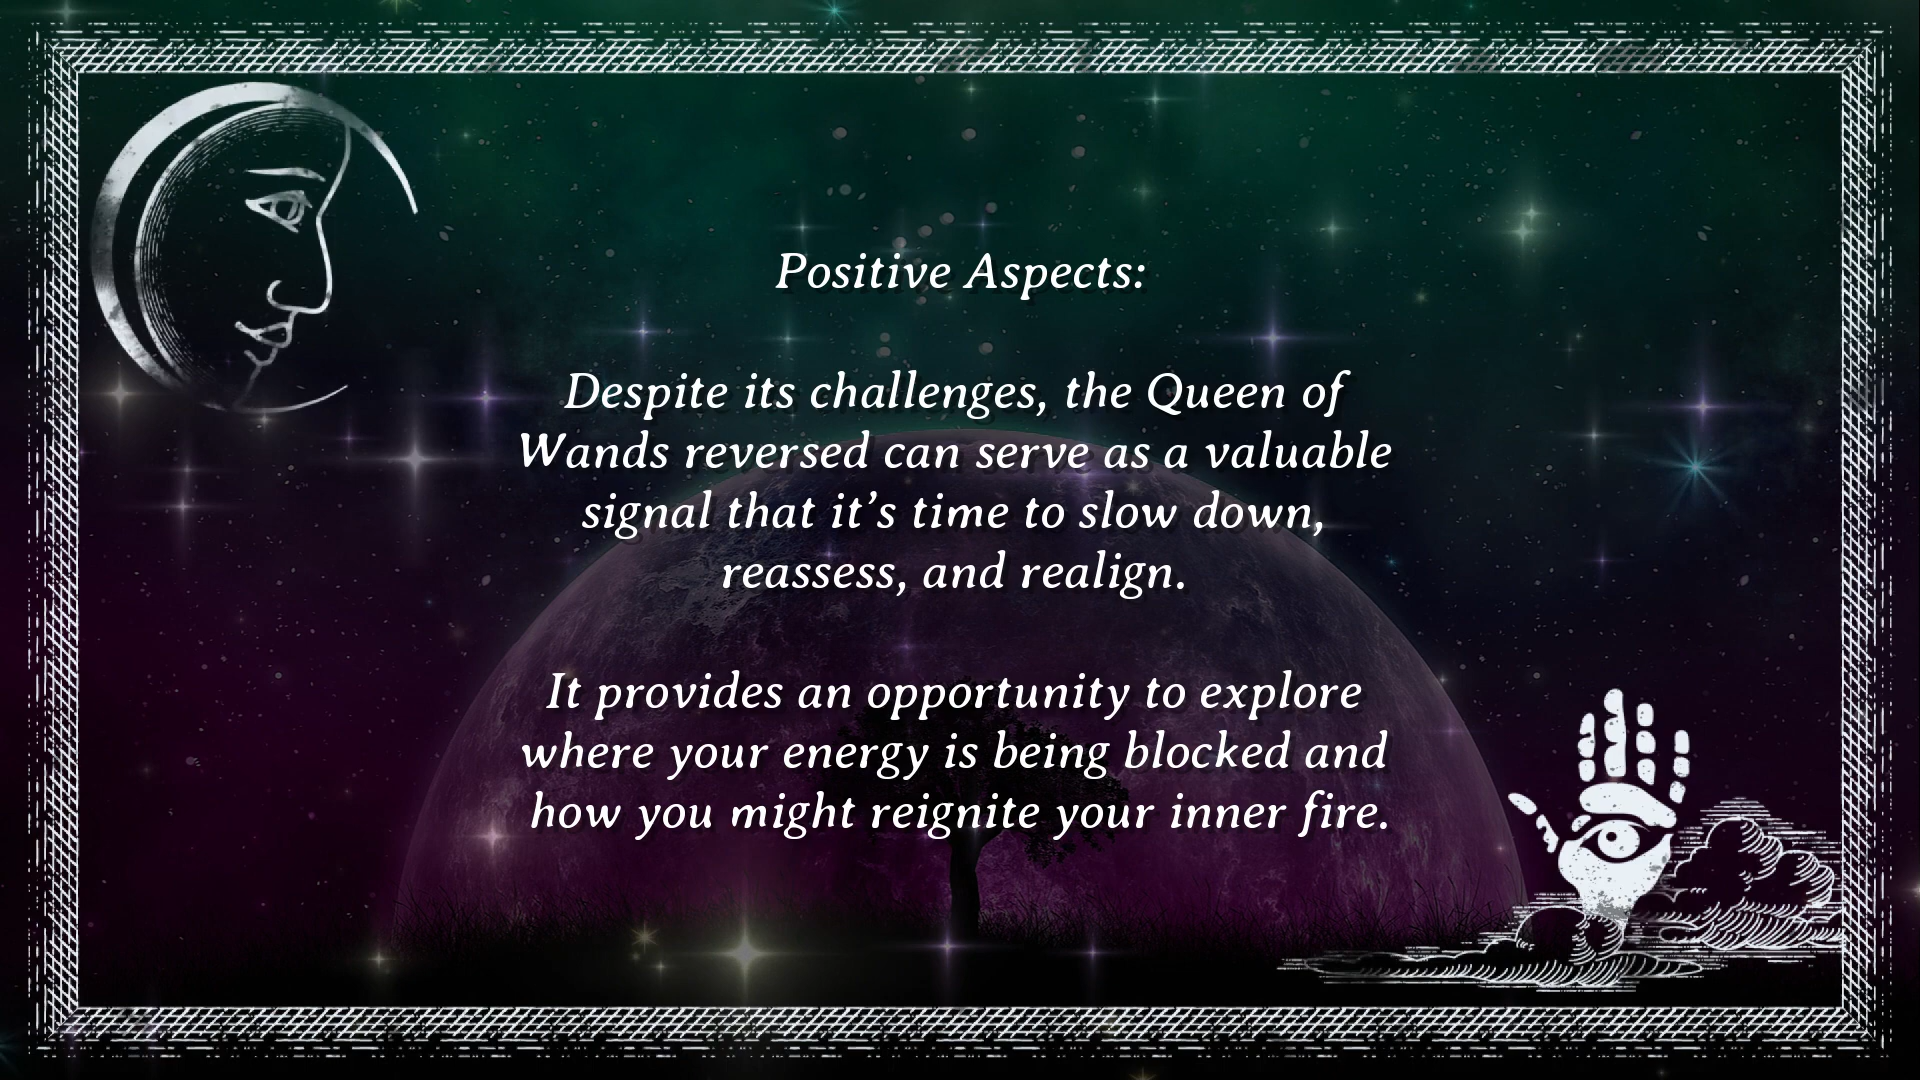 Positive Aspects:
Despite its challenges, the Queen of
Wands reversed can serve as a valuable
signal that it’s time to slow down,
reassess, and realign.
It provides an opportunity to explore
where your energy is being blocked and
how you might reignite your inner fire.